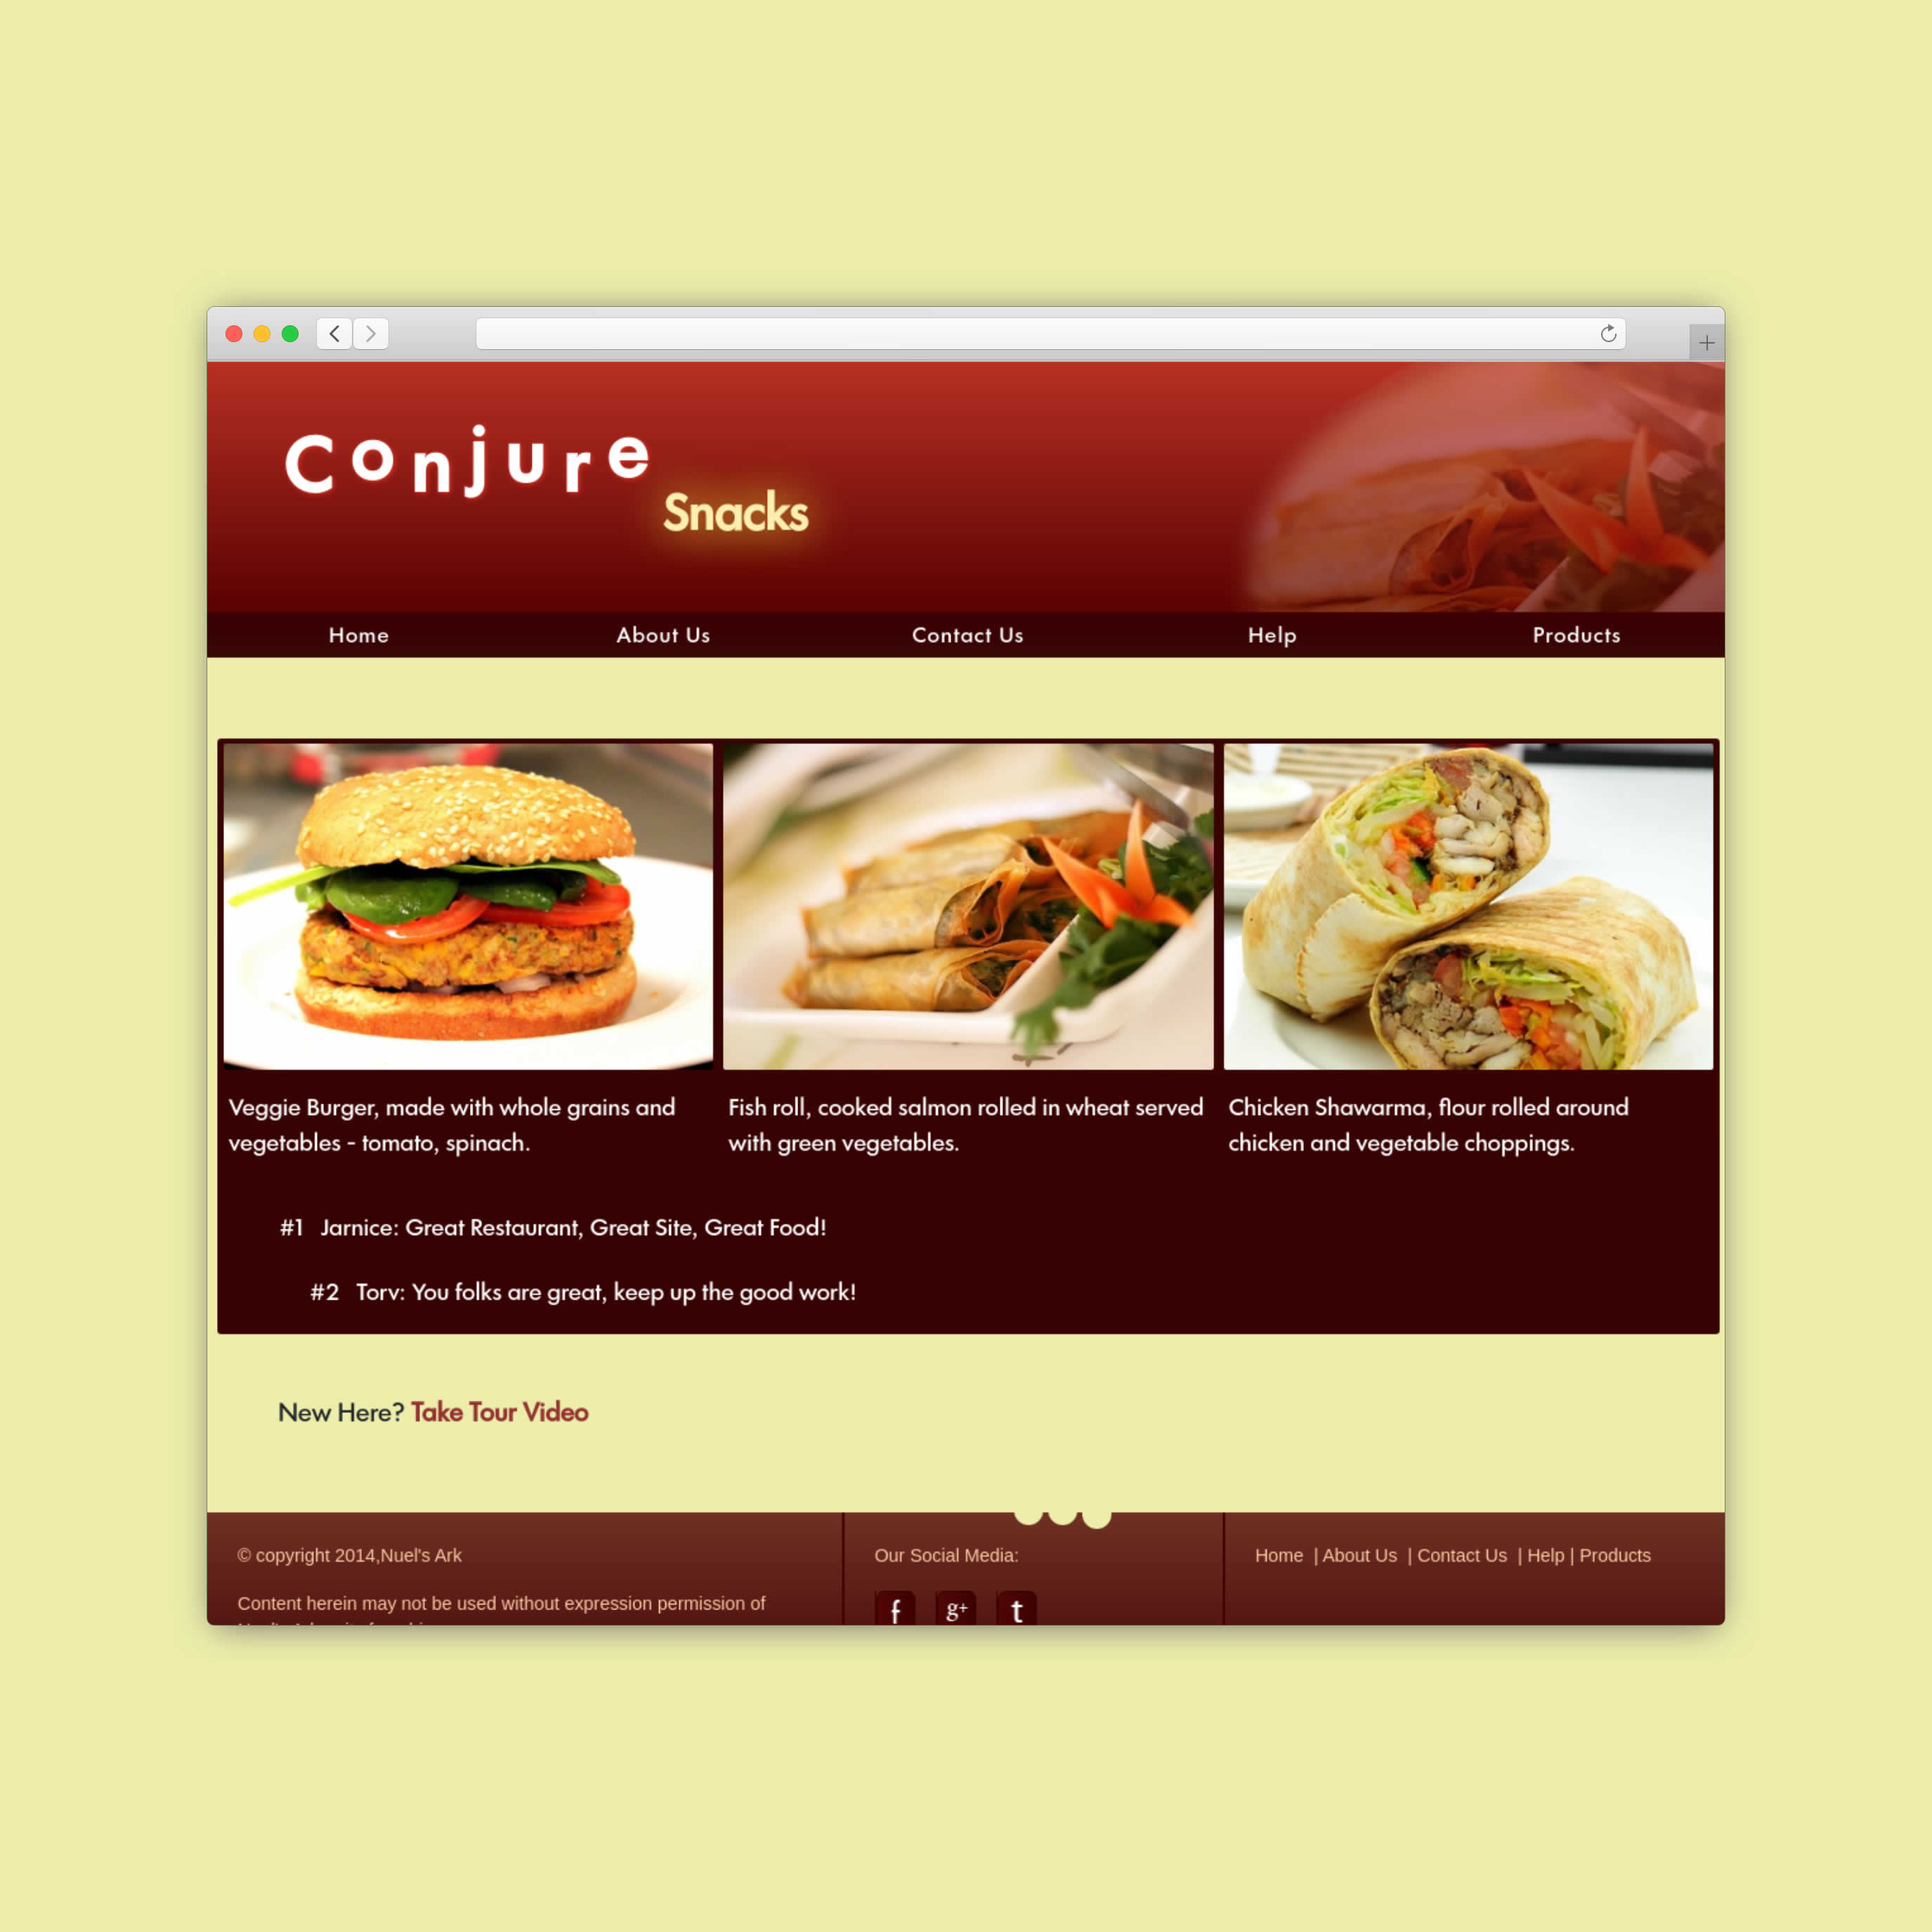 Conjure
Snacks
Home About Us Contact Us Help Products
Veggie Burger, made with whole grains and
vegetables - tomato, spinach.
Fish roll, cooked salmon rolled in wheat served
with green vegetables.
Chicken Shawarma, flour rolled around
chicken and vegetable choppings.
#1 Jarnice: Great Restaurant, Great Site, Great Food!
#2 Torv: You folks are great, keep up the good work!
New Here? Take Tour Video
© copyright 2014,Nuel's Ark
Content herein may not be used without expression permission of
Our Social Media:
f g+ t
Home | About Us | Contact Us | Help | Products